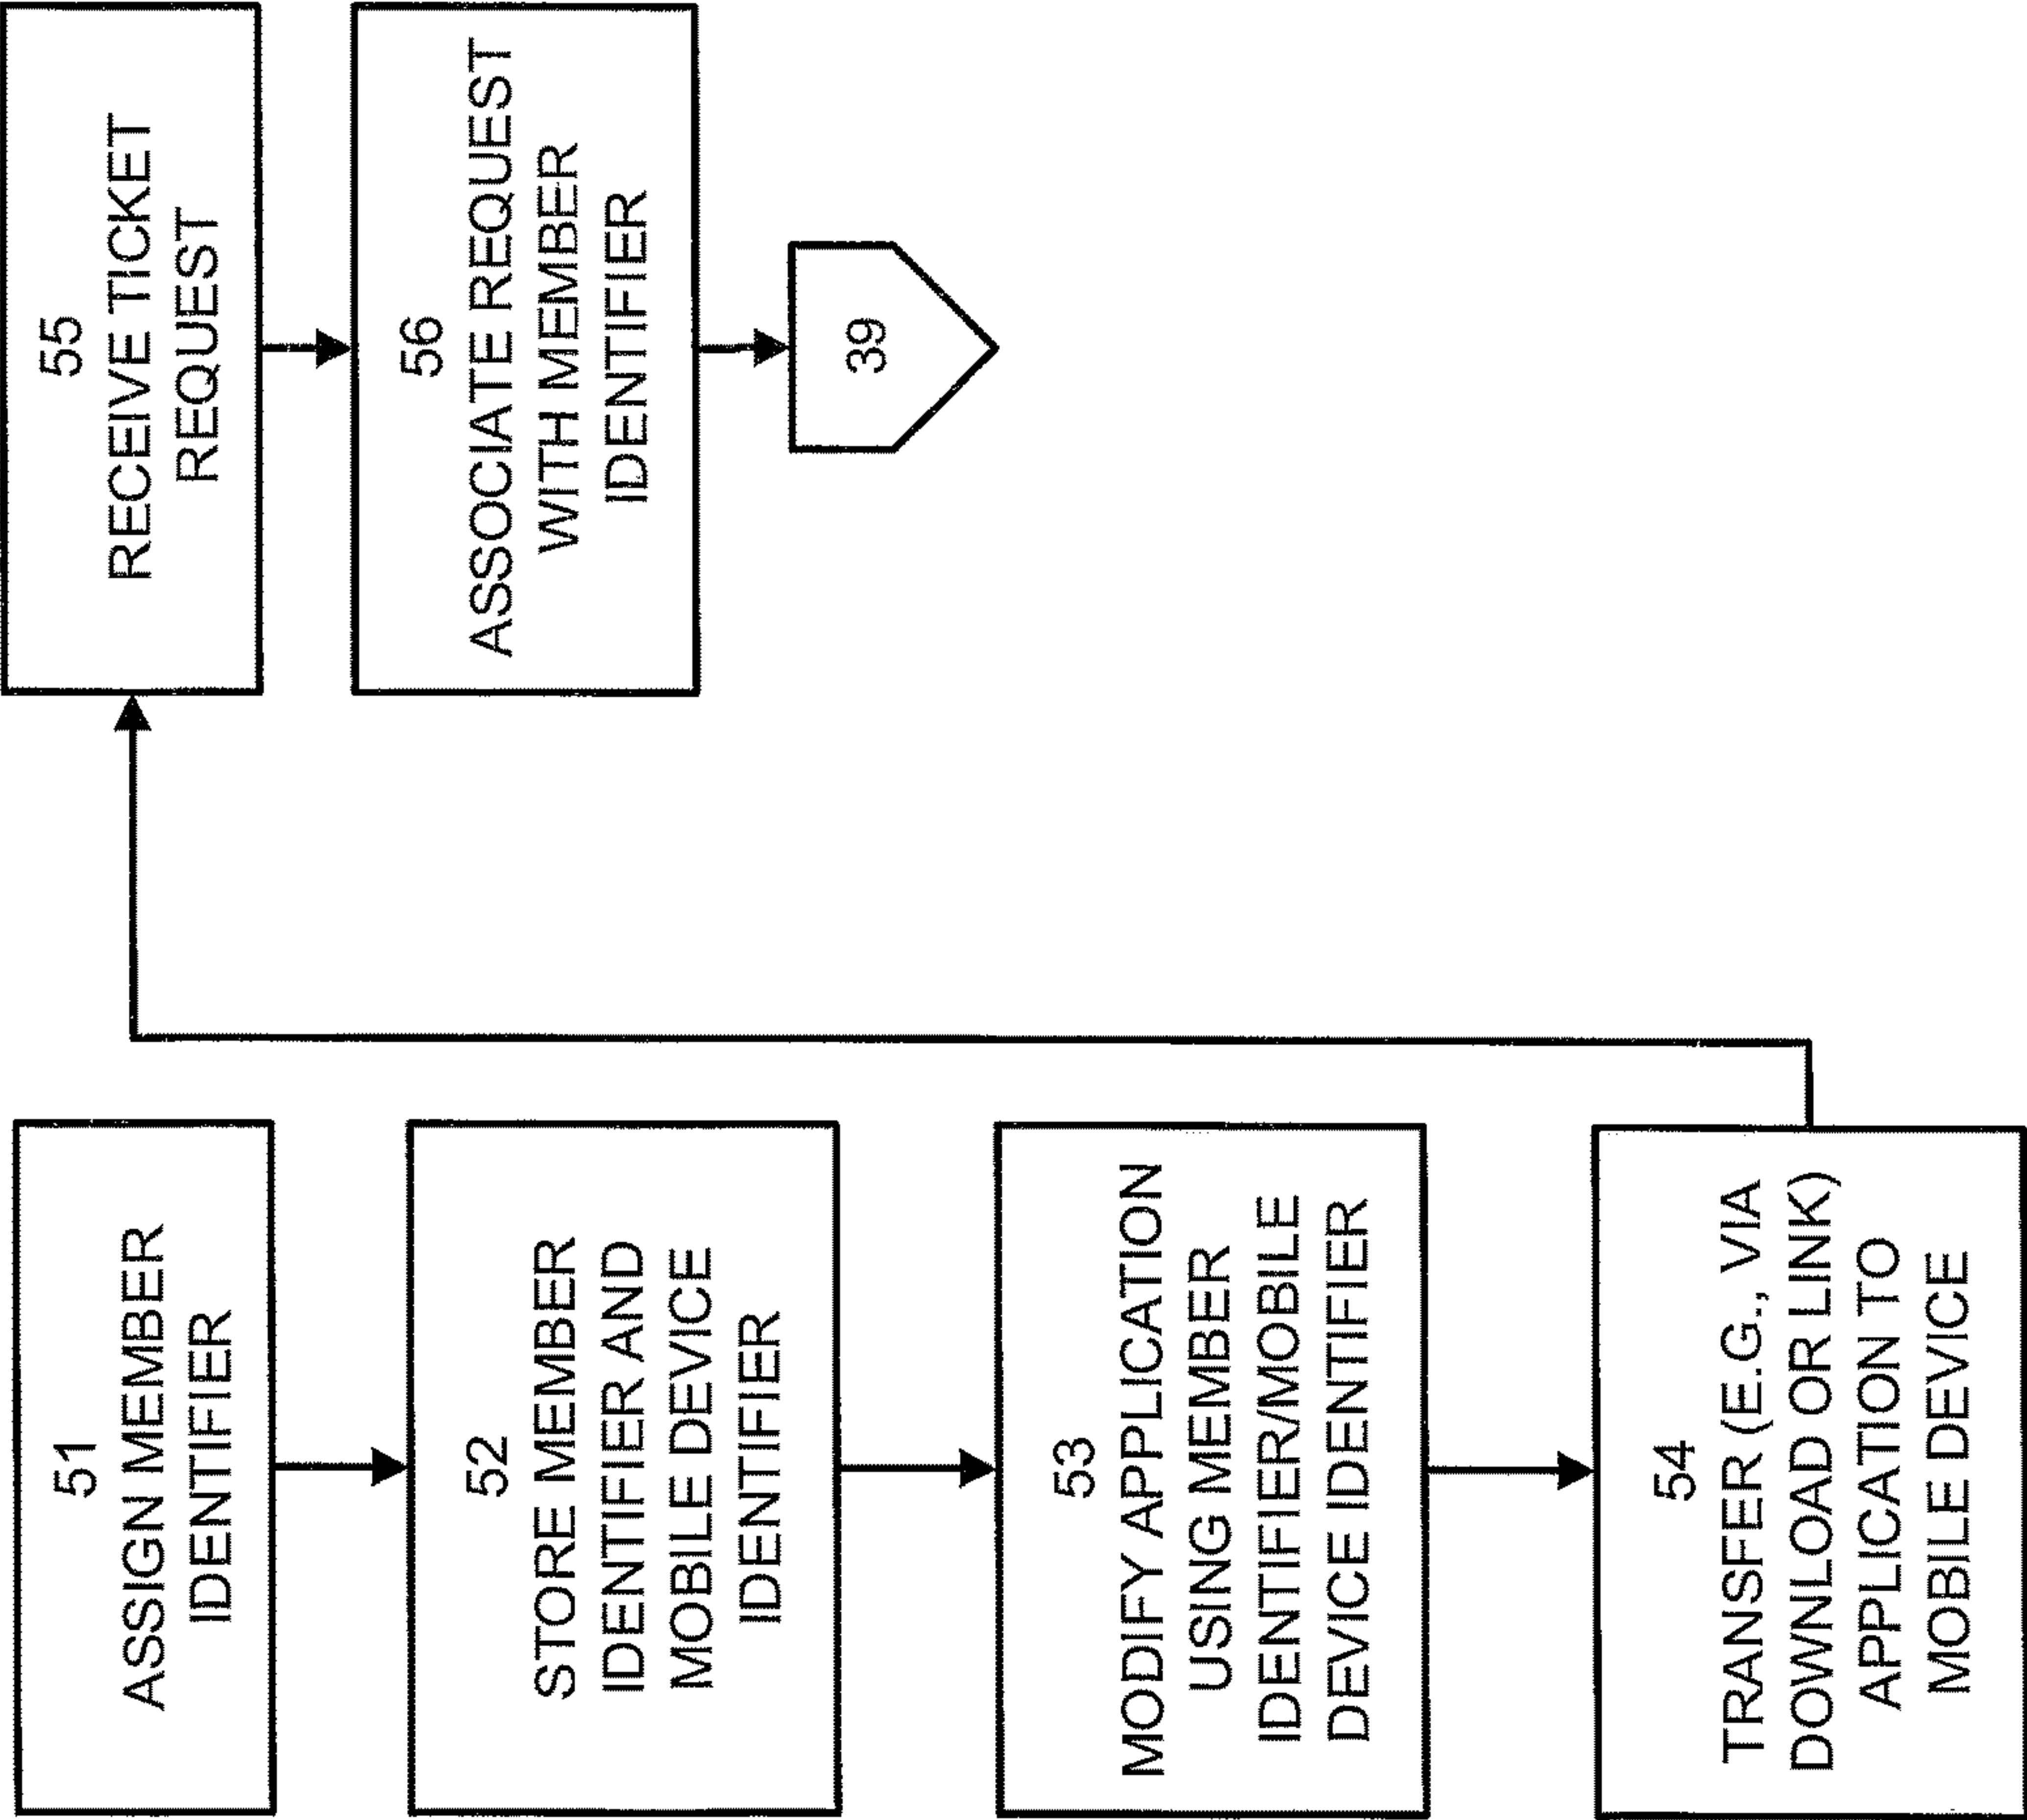 51
ASSIGN MEMBER
IDENTIFIER
52
STORE MEMBER
IDENTIFIER AND
MOBILE DEVICE
IDENTIFIER
53
MODIFY APPLICATION
USING MEMBER
IDENTIFIER/MOBILE
DEVICE IDENTIFIER
54
TRANSFER (E.G., VIA
DOWNLOAD OR LINK)
APPLICATION TO
MOBILE DEVICE
55
RECEIVE TICKET
REQUEST
56
ASSOCIATE REQUEST
WITH MEMBER
IDENTIFIER
39